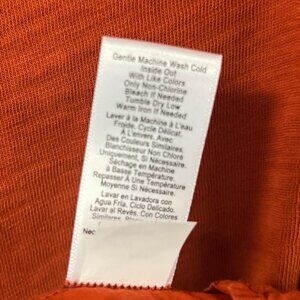 Gentle Machine Wash Cold
Inside Out
With Like Colors
Only Non-Chlorine
Bleach If Needed
Tumble Dry Low
Warm Iron If Needed
Laver à la Machine à L'eau
Froide. Cycle Délicat.
À L'envers. Avec
Des Couleurs Similaires.
Blanchisseur Non Chloré
Uniquement, Si Nécessaire.
Séchage en Machine
à Basse Température.
Repasser À Une Température
Moyenne Si Nécessaire.
Lavar en Lavadora con
Agua Fría. Ciclo Delicado.
Lavar al Revés. Con Colores
Similares.
Nec